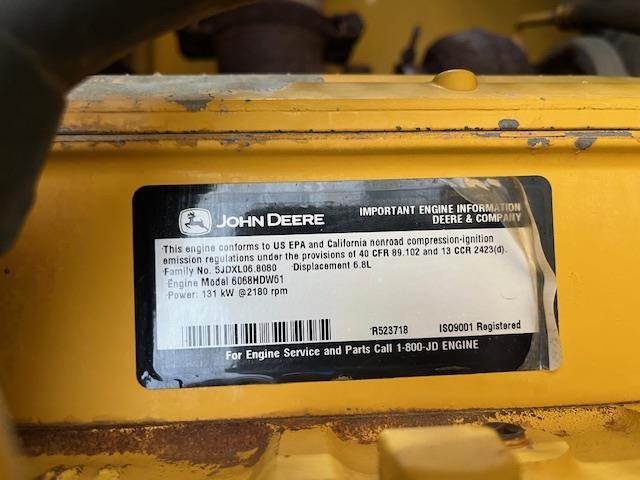 JOHN DEERE
IMPORTANT ENGINE INFORMATION
DEERE & COMPANY
This engine conforms to US EPA and California nonroad compression-ignition
emission regulations under the provisions of 40 CFR 89.102 and 13 CCR 2423(d).
Family No. 5JDXL06.8080 Displacement 6.8L
Engine Model 6068HDW61
Power: 131 kW @2180 rpm
R523718 ISO9001 Registered
For Engine Service and Parts Call 1-800-JD ENGINE